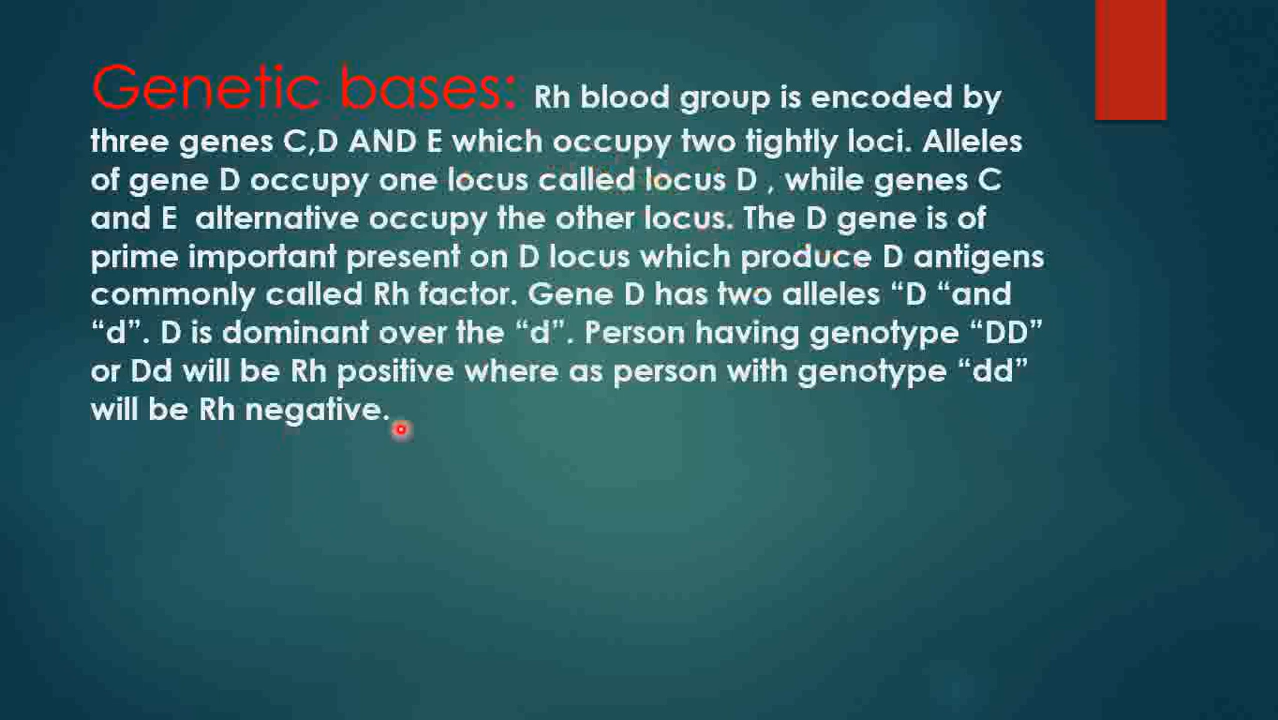 Genetic bases: Rh blood group is encoded by
three genes C,D AND E which occupy two tightly loci. Alleles
of gene D occupy one locus called locus D , while genes C
and E  alternative occupy the other locus. The D gene is of
prime important present on D locus which produce D antigens
commonly called Rh factor. Gene D has two alleles “D “and
“d”. D is dominant over the “d”. Person having genotype “DD”
or Dd will be Rh positive where as person with genotype “dd”
will be Rh negative.